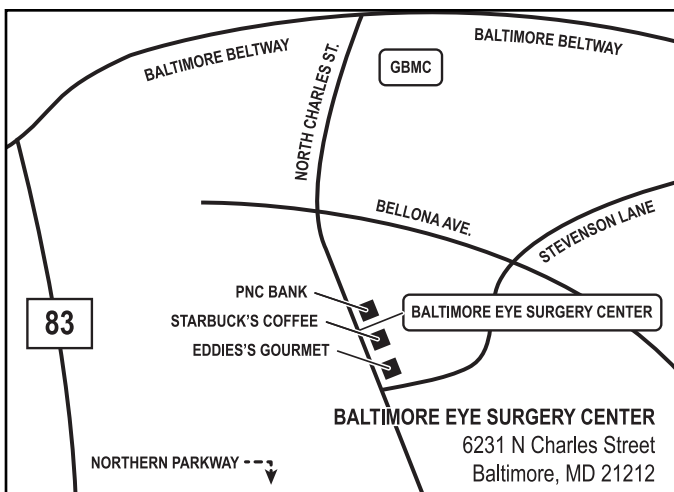 BALTIMORE BELTWAY
BALTIMORE BELTWAY
GBMC
NORTH CHARLES ST.
BELLONA AVE.
STEVENSON LANE
PNC BANK
STARBUCK'S COFFEE
EDDIES'S GOURMET
BALTIMORE EYE SURGERY CENTER
83
BALTIMORE EYE SURGERY CENTER
6231 N Charles Street
Baltimore, MD 21212
NORTHERN PARKWAY